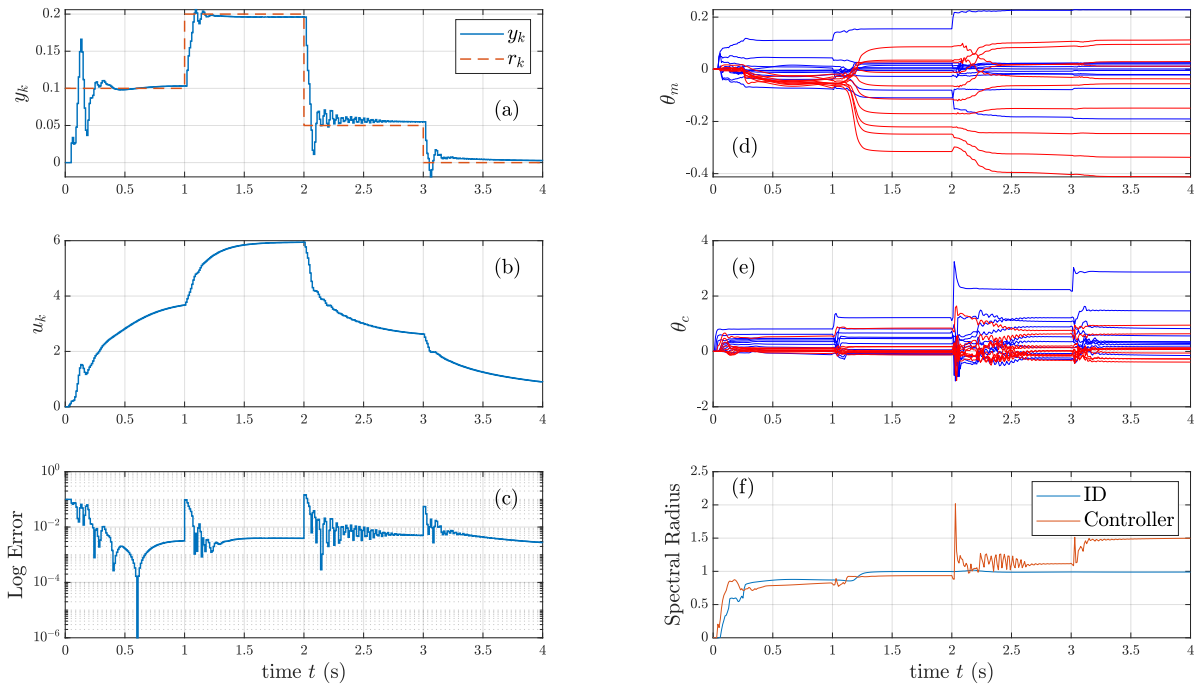 0.2
0.15
0.1
0.05
0
y_k
y_k
r_k
(a)
0 0.5 1 1.5 2 2.5 3 3.5 4
0
-0.2
-0.4
θ_m
(d)
0 0.5 1 1.5 2 2.5 3 3.5 4
6
4
2
0
u_k
(b)
0 0.5 1 1.5 2 2.5 3 3.5 4
4
2
0
-2
θ_c
(e)
0 0.5 1 1.5 2 2.5 3 3.5 4
10^0
10^-2
10^-4
10^-6
Log Error
(c)
0 0.5 1 1.5 2 2.5 3 3.5 4
time t (s)
2.5
2
1.5
1
0.5
0
Spectral Radius
(f)
ID
Controller
0 0.5 1 1.5 2 2.5 3 3.5 4
time t (s)